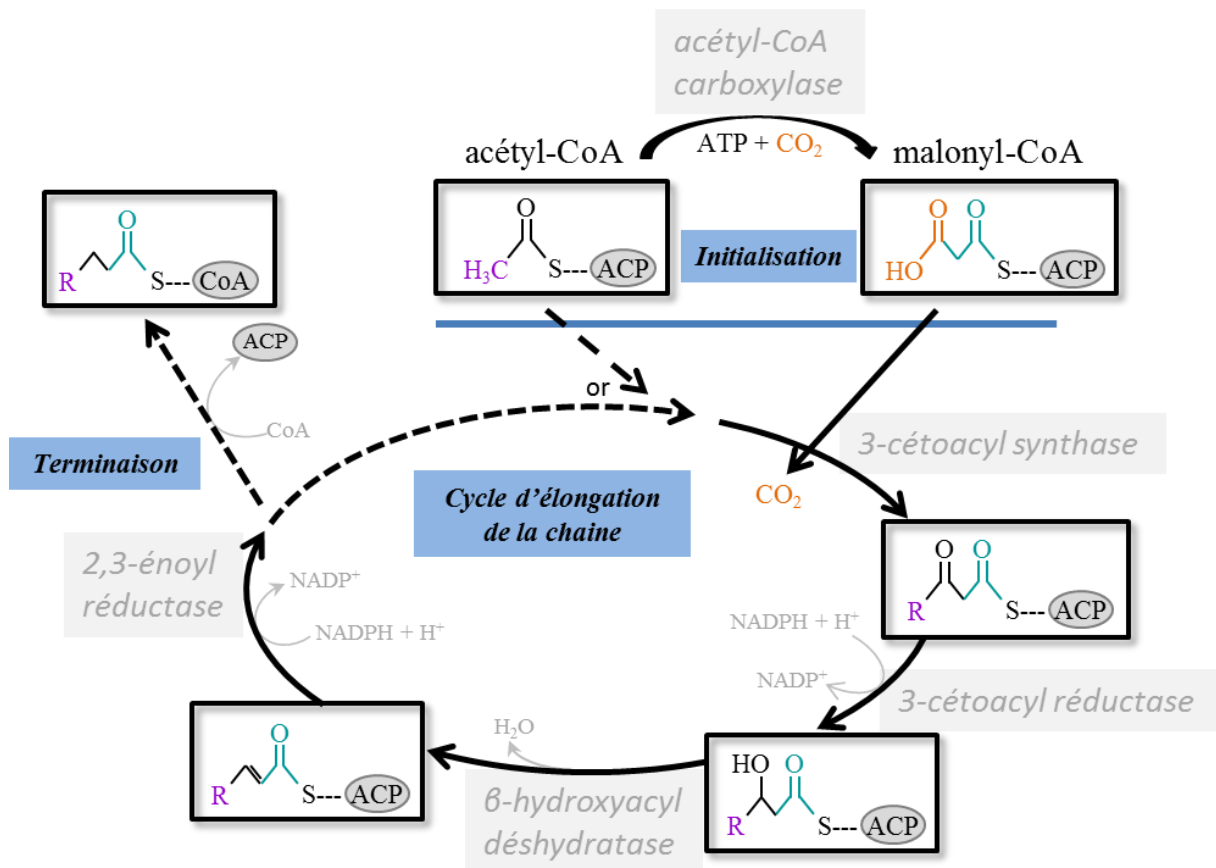 acétyl-CoA
carboxylase
ATP + CO₂
acétyl-CoA
malonyl-CoA
O
R
S--- CoA
O
H₃C
S--- ACP
Initialisation
O O
HO
S--- ACP
ACP
CoA
or
Terminaison
3-cétoacyl synthase
CO₂
Cycle d'élongation
de la chaine
2,3-énoyl
réductase
NADP⁺
NADPH + H⁺
O O
R
S--- ACP
NADPH + H⁺
NADP⁺
3-cétoacyl réductase
H₂O
O
R
S--- ACP
HO O
R
S--- ACP
β-hydroxyacyl
déshydratase